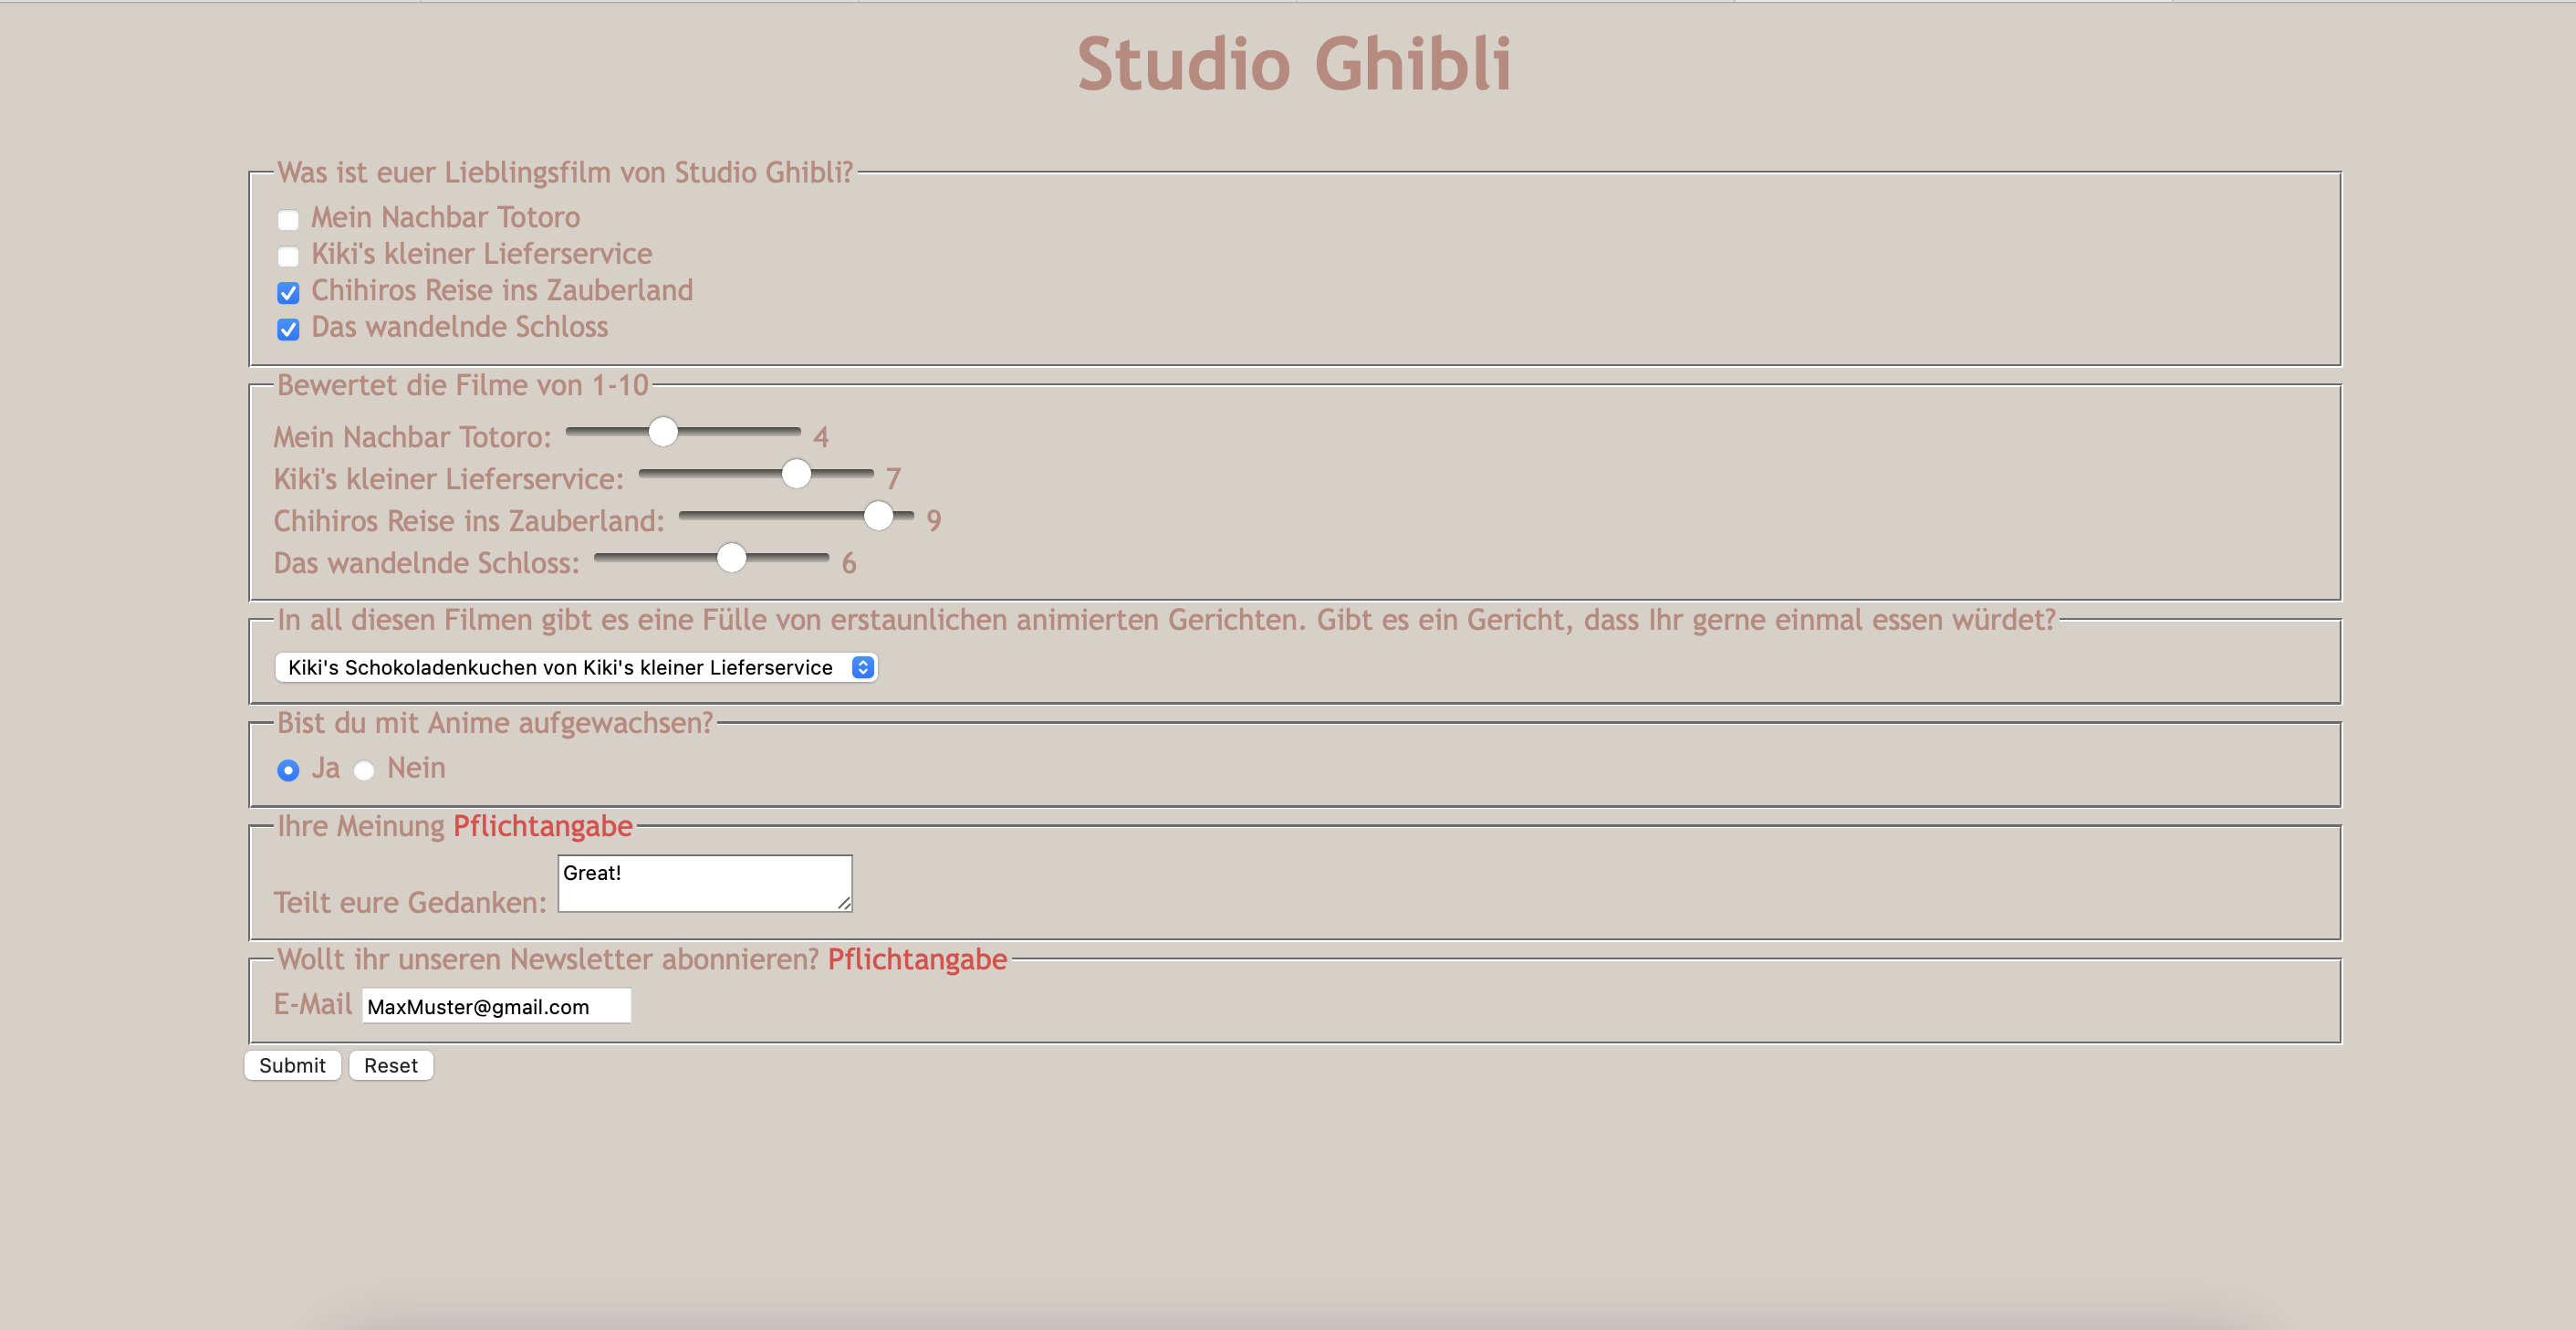 Studio Ghibli
Was ist euer Lieblingsfilm von Studio Ghibli?
Mein Nachbar Totoro
Kiki's kleiner Lieferservice
Chihiros Reise ins Zauberland
Das wandelnde Schloss
Bewertet die Filme von 1-10
Mein Nachbar Totoro: 4
Kiki's kleiner Lieferservice: 7
Chihiros Reise ins Zauberland: 9
Das wandelnde Schloss: 6
In all diesen Filmen gibt es eine Fülle von erstaunlichen animierten Gerichten. Gibt es ein Gericht, dass Ihr gerne einmal essen würdet?
Kiki's Schokoladenkuchen von Kiki's kleiner Lieferservice
Bist du mit Anime aufgewachsen?
Ja Nein
Ihre Meinung Pflichtangabe
Great!
Teilt eure Gedanken:
Wollt ihr unseren Newsletter abonnieren? Pflichtangabe
E-Mail MaxMuster@gmail.com
Submit Reset